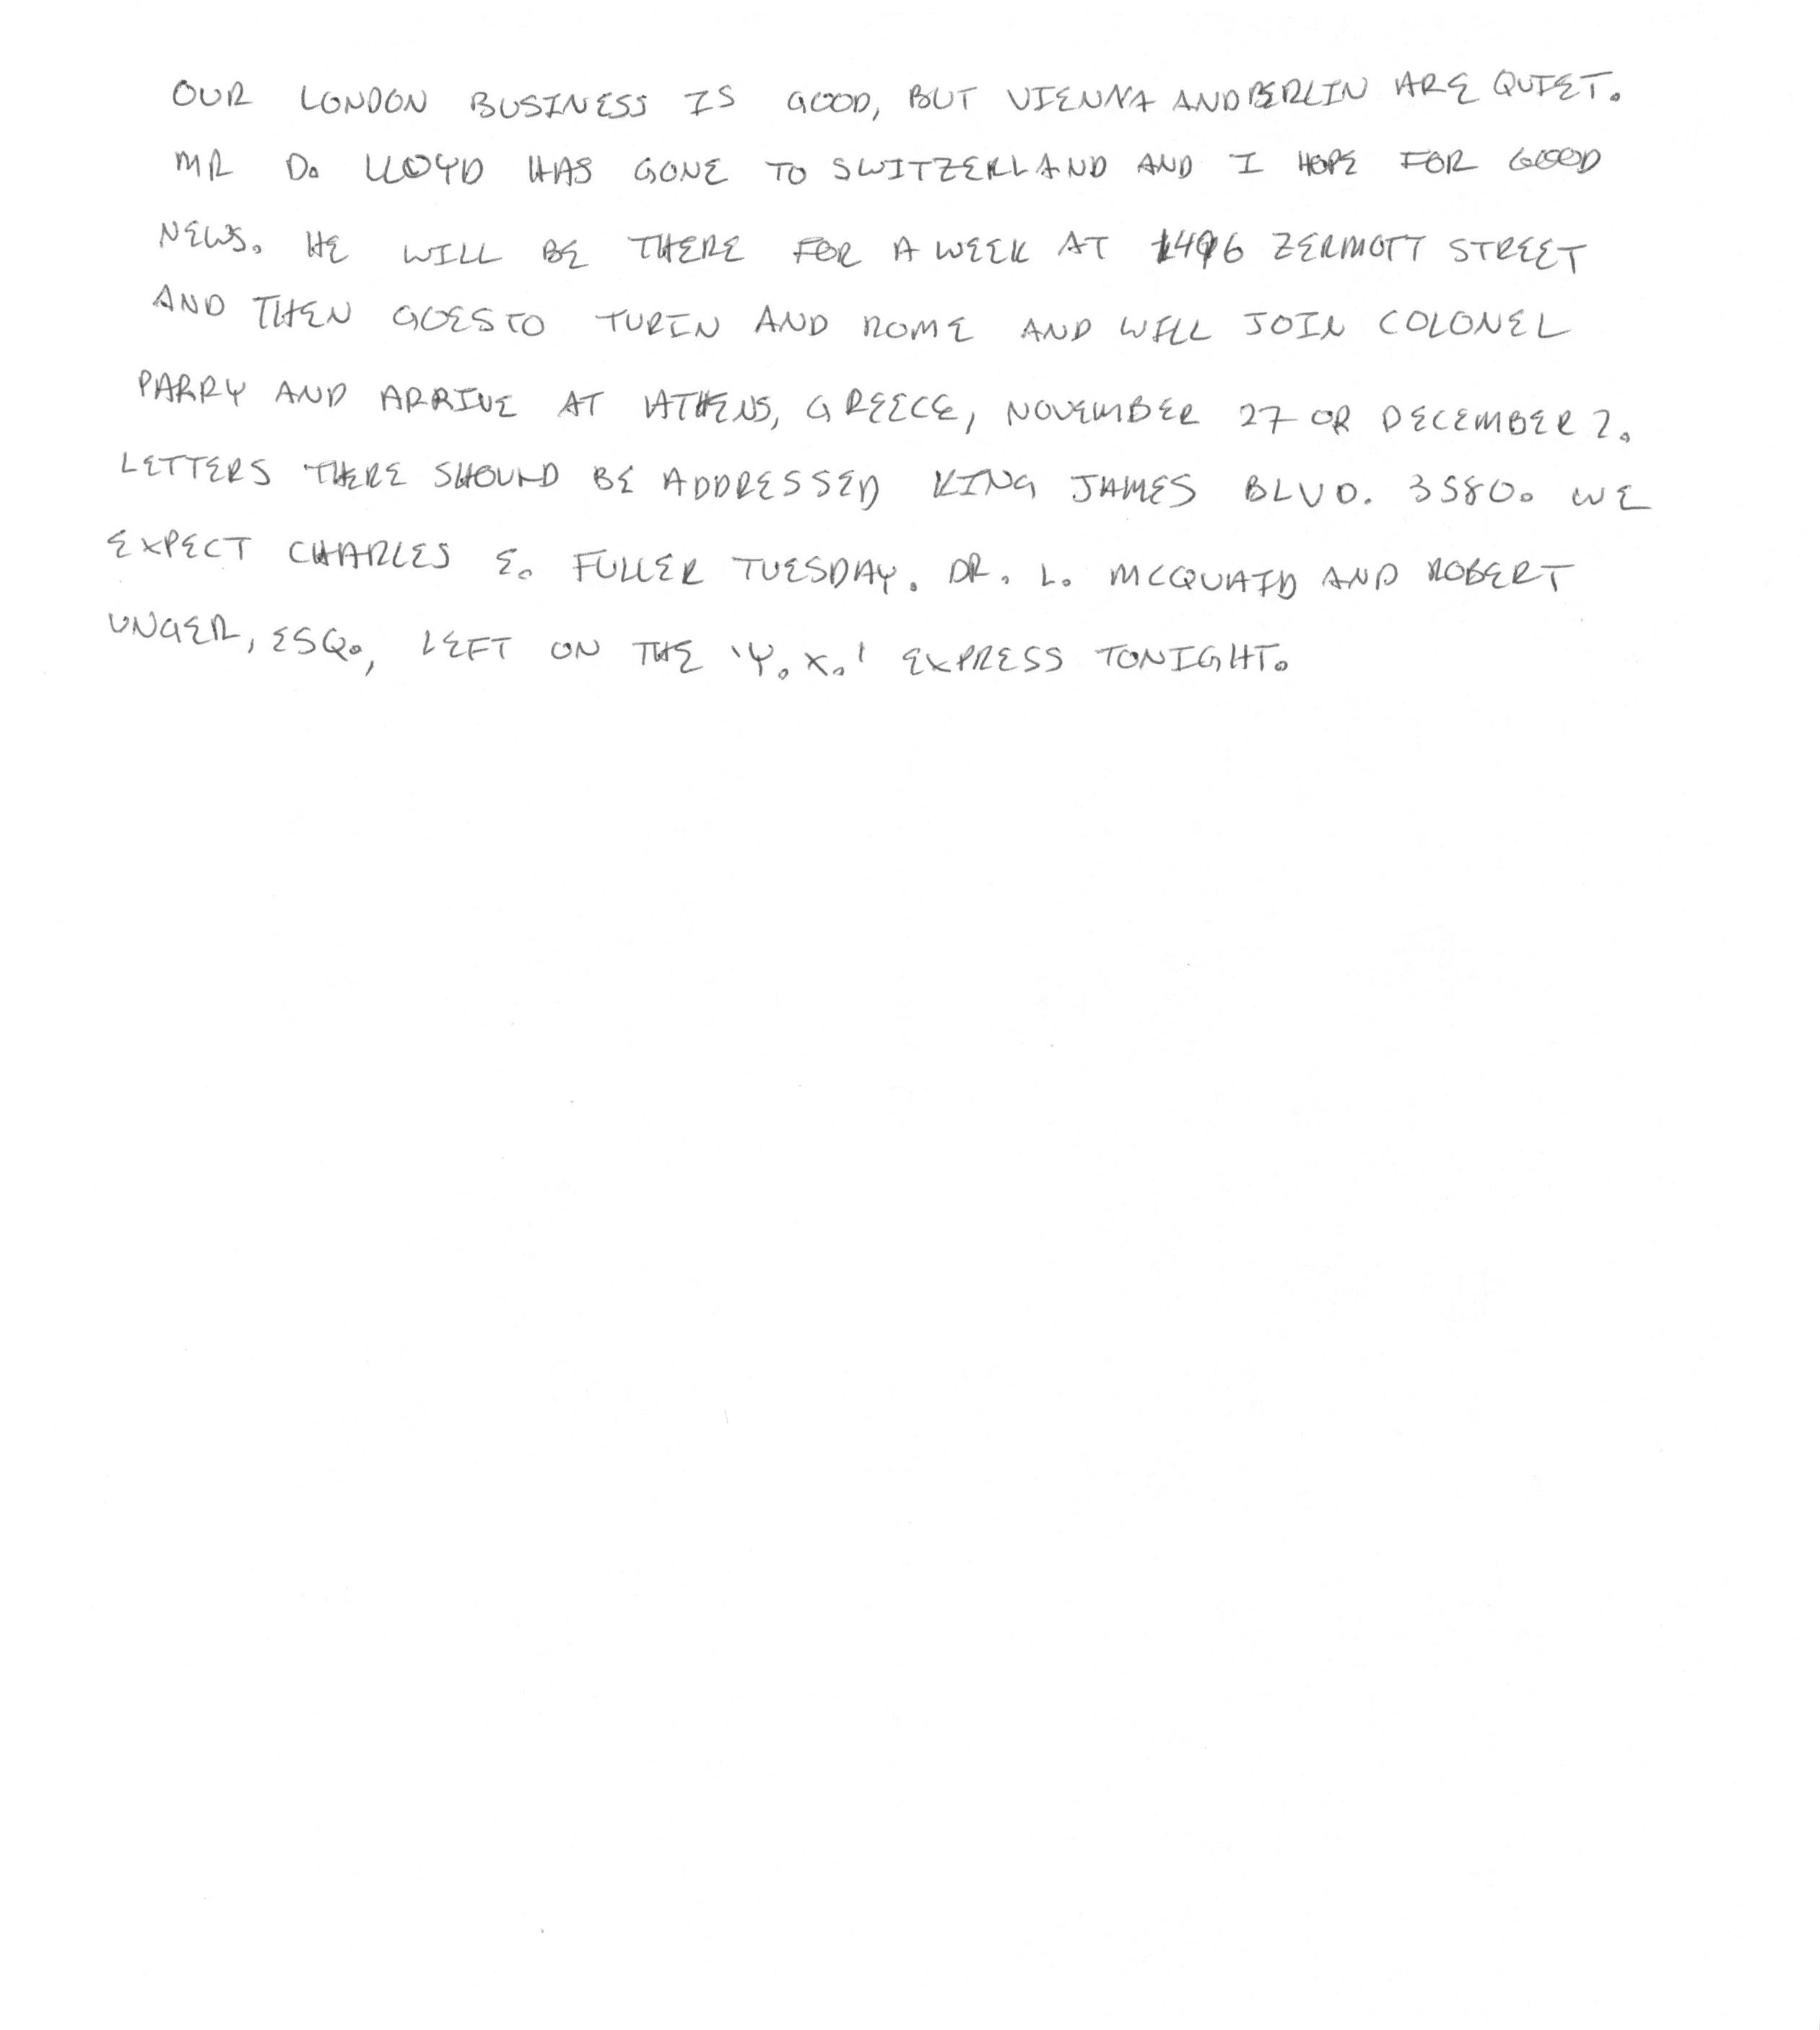 OUR LONDON BUSINESS IS GOOD, BUT VIENNA AND BERLIN ARE QUIET.
MR D. LLOYD HAS GONE TO SWITZERLAND AND I HOPE FOR GOOD
NEWS. HE WILL BE THERE FOR A WEEK AT 1496 ZERMOTT STREET
AND THEN GOES TO TURIN AND ROME AND WILL JOIN COLONEL
PARRY AND ARRIVE AT ATHENS, GREECE, NOVEMBER 27 OR DECEMBER 2.
LETTERS THERE SHOULD BE ADDRESSED KING JAMES BLVD. 3580. WE
EXPECT CHARLES E. FULLER TUESDAY. DR. L. MCQUAID AND ROBERT
UNGER, ESQ., LEFT ON THE 'Y.X.' EXPRESS TONIGHT.